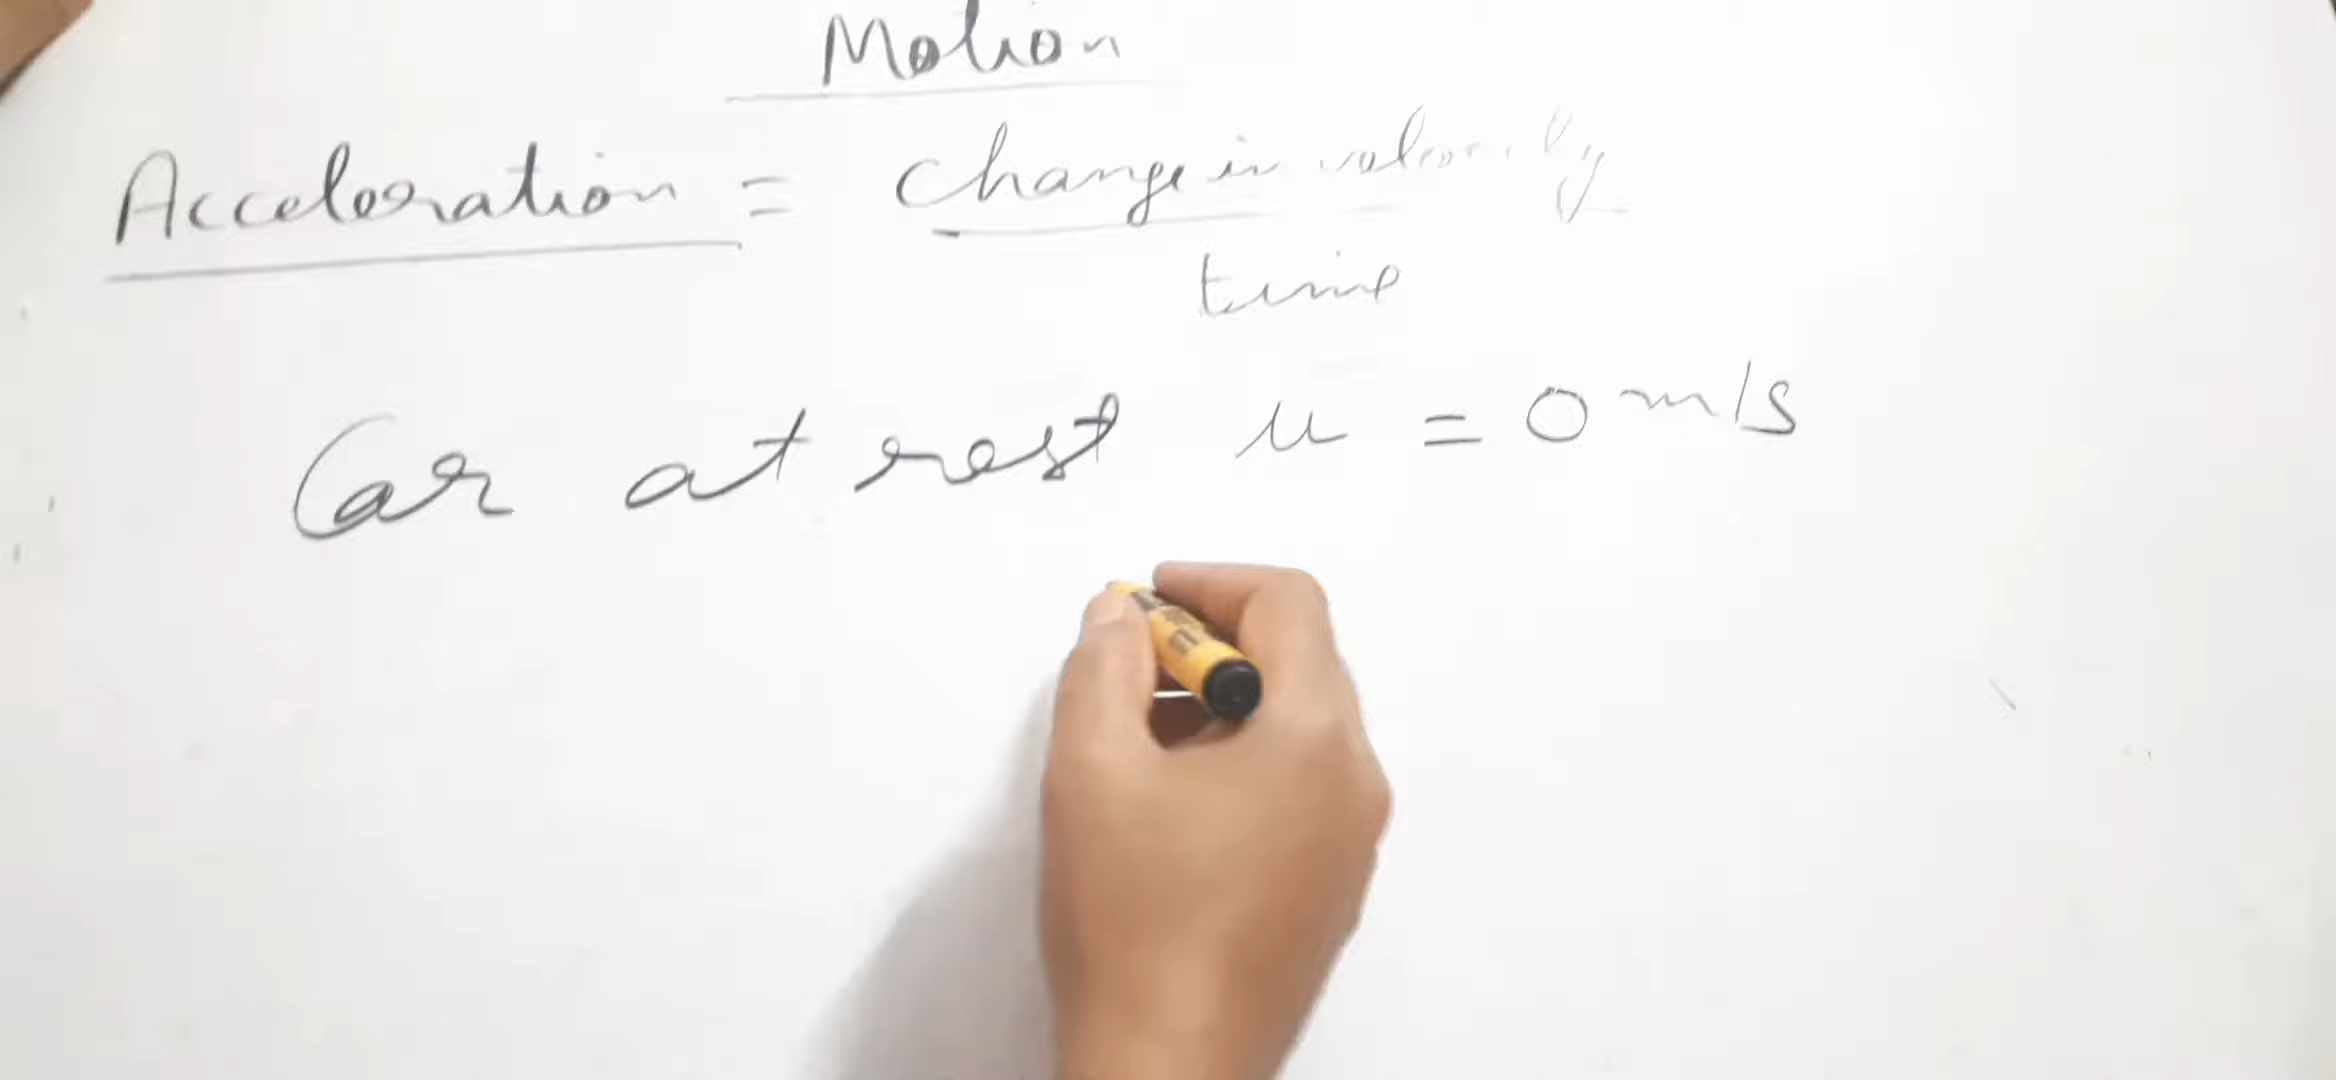 Motion
Acceleration = Change in velocity
time
Car at rest u = 0 m/s